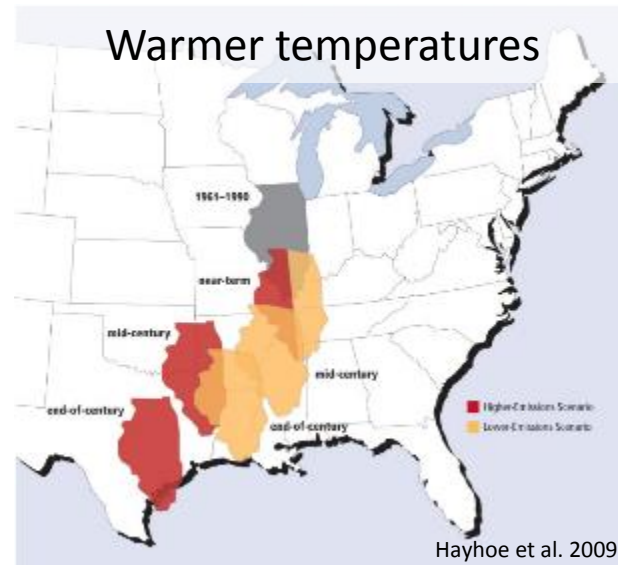 Warmer temperatures
1961–1990
near-term
mid-century
mid-century
end-of-century
end-of-century
Higher-Emissions Scenario
Lower-Emissions Scenario
Hayhoe et al. 2009